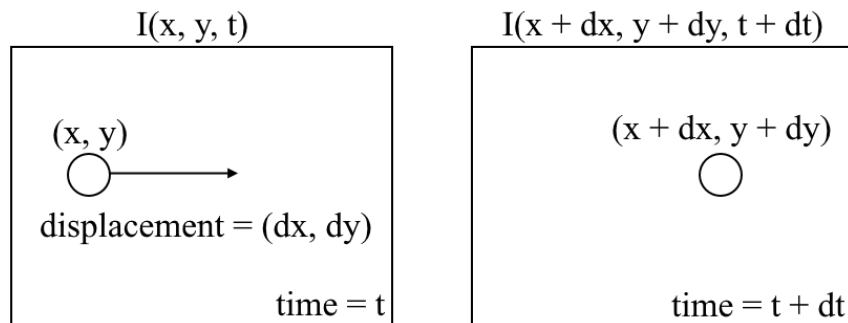 I(x, y, t)
(x, y)
displacement = (dx, dy)
time = t
I(x + dx, y + dy, t + dt)
(x + dx, y + dy)
time = t + dt